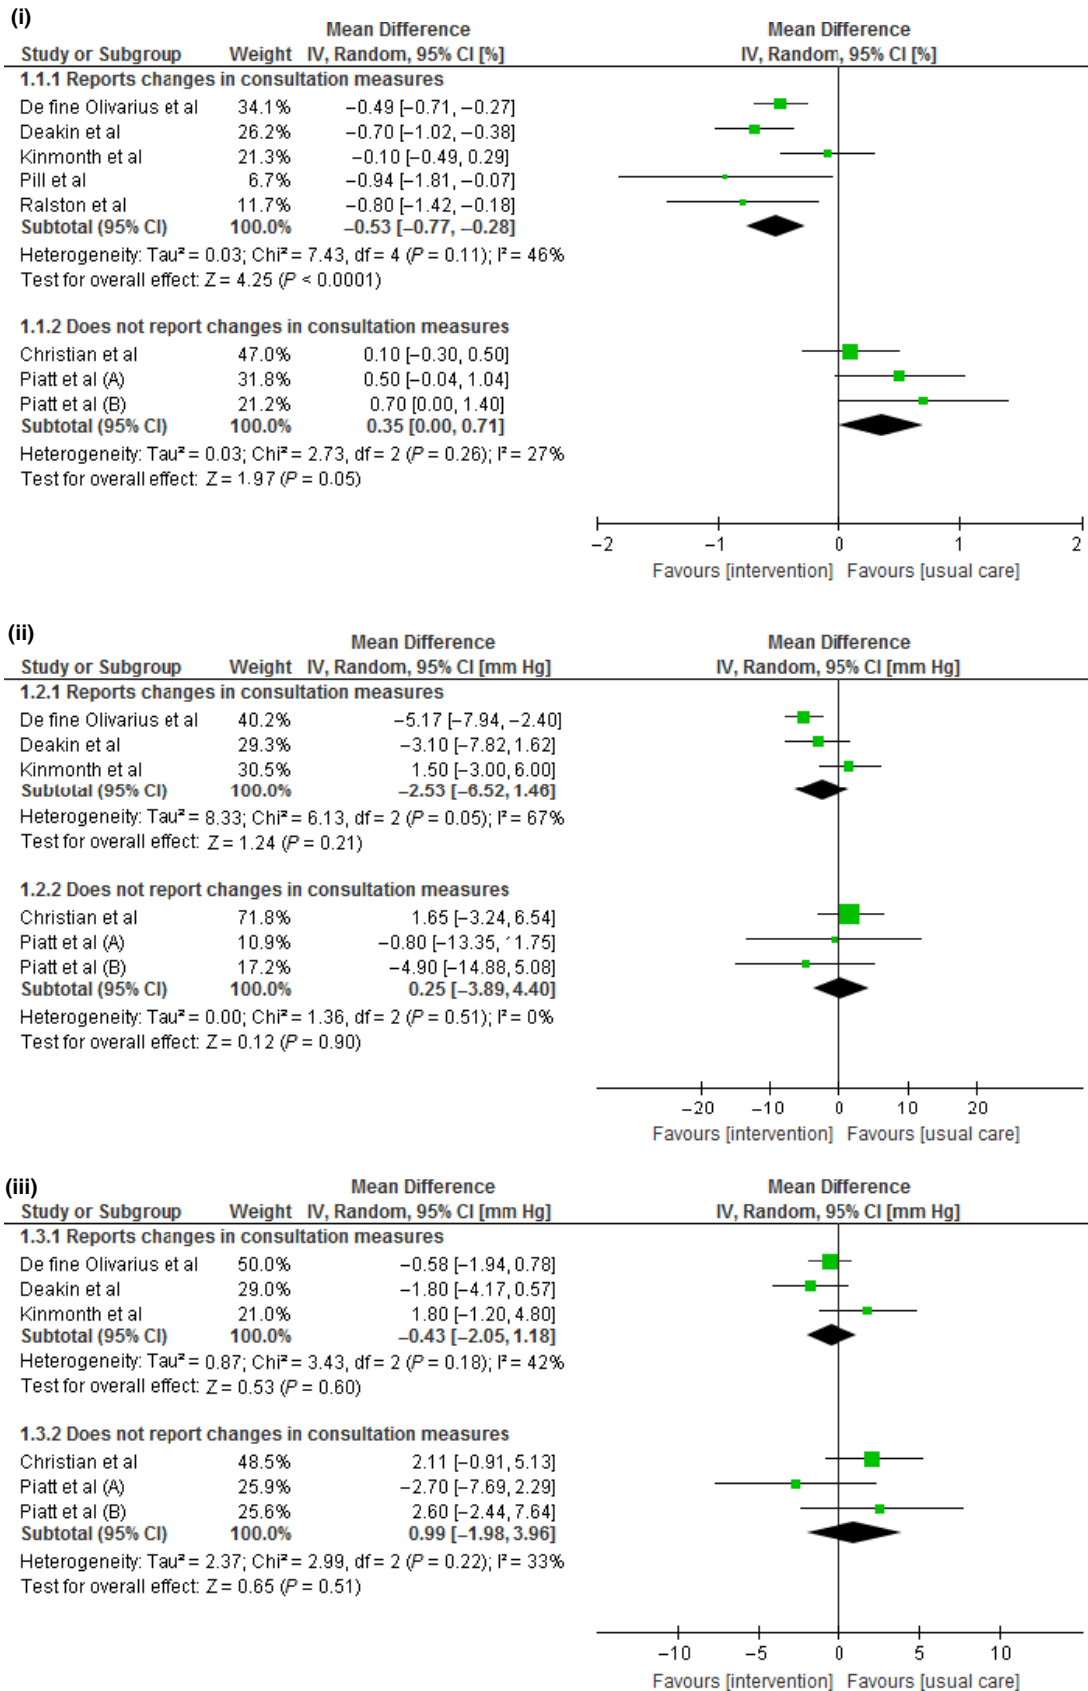 (i)
Mean Difference Mean Difference
Study or Subgroup Weight IV, Random, 95% CI [%] IV, Random, 95% CI [%]
1.1.1 Reports changes in consultation measures
De fine Olivarius et al 34.1% −0.49 [−0.71, −0.27]
Deakin et al 26.2% −0.70 [−1.02, −0.38]
Kinmonth et al 21.3% −0.10 [−0.49, 0.29]
Pill et al 6.7% −0.94 [−1.81, −0.07]
Ralston et al 11.7% −0.80 [−1.42, −0.18]
Subtotal (95% CI) 100.0% −0.53 [−0.77, −0.28]
Heterogeneity: Tau² = 0.03; Chi² = 7.43, df = 4 (P = 0.11); I² = 46%
Test for overall effect: Z = 4.25 (P < 0.0001)
1.1.2 Does not report changes in consultation measures
Christian et al 47.0% 0.10 [−0.30, 0.50]
Piatt et al (A) 31.8% 0.50 [−0.04, 1.04]
Piatt et al (B) 21.2% 0.70 [0.00, 1.40]
Subtotal (95% CI) 100.0% 0.35 [0.00, 0.71]
Heterogeneity: Tau² = 0.03; Chi² = 2.73, df = 2 (P = 0.26); I² = 27%
Test for overall effect: Z = 1.97 (P = 0.05)
−2 −1 0 1 2
Favours [intervention] Favours [usual care]
(ii)
Mean Difference Mean Difference
Study or Subgroup Weight IV, Random, 95% CI [mm Hg] IV, Random, 95% CI [mm Hg]
1.2.1 Reports changes in consultation measures
De fine Olivarius et al 40.2% −5.17 [−7.94, −2.40]
Deakin et al 29.3% −3.10 [−7.82, 1.62]
Kinmonth et al 30.5% 1.50 [−3.00, 6.00]
Subtotal (95% CI) 100.0% −2.53 [−6.52, 1.46]
Heterogeneity: Tau² = 8.33; Chi² = 6.13, df = 2 (P = 0.05); I² = 67%
Test for overall effect: Z = 1.24 (P = 0.21)
1.2.2 Does not report changes in consultation measures
Christian et al 71.8% 1.65 [−3.24, 6.54]
Piatt et al (A) 10.9% −0.80 [−13.35, 11.75]
Piatt et al (B) 17.2% −4.90 [−14.88, 5.08]
Subtotal (95% CI) 100.0% 0.25 [−3.89, 4.40]
Heterogeneity: Tau² = 0.00; Chi² = 1.36, df = 2 (P = 0.51); I² = 0%
Test for overall effect: Z = 0.12 (P = 0.90)
−20 −10 0 10 20
Favours [intervention] Favours [usual care]
(iii)
Mean Difference Mean Difference
Study or Subgroup Weight IV, Random, 95% CI [mm Hg] IV, Random, 95% CI [mm Hg]
1.3.1 Reports changes in consultation measures
De fine Olivarius et al 50.0% −0.58 [−1.94, 0.78]
Deakin et al 29.0% −1.80 [−4.17, 0.57]
Kinmonth et al 21.0% 1.80 [−1.20, 4.80]
Subtotal (95% CI) 100.0% −0.43 [−2.05, 1.18]
Heterogeneity: Tau² = 0.87; Chi² = 3.43, df = 2 (P = 0.18); I² = 42%
Test for overall effect: Z = 0.53 (P = 0.60)
1.3.2 Does not report changes in consultation measures
Christian et al 48.5% 2.11 [−0.91, 5.13]
Piatt et al (A) 25.9% −2.70 [−7.69, 2.29]
Piatt et al (B) 25.6% 2.60 [−2.44, 7.64]
Subtotal (95% CI) 100.0% 0.99 [−1.98, 3.96]
Heterogeneity: Tau² = 2.37; Chi² = 2.99, df = 2 (P = 0.22); I² = 33%
Test for overall effect: Z = 0.65 (P = 0.51)
−10 −5 0 5 10
Favours [intervention] Favours [usual care]